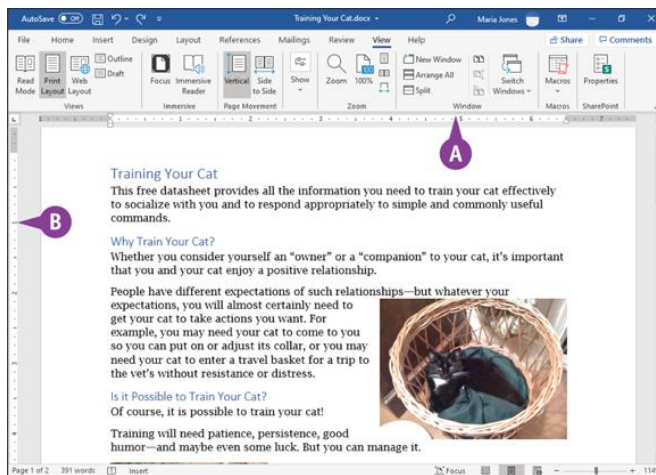 AutoSave On Training Your Cat.docx Maria Jones
File Home Insert Design Layout References Mailings Review View Help Share Comments
Read Mode
Print Layout
Web Layout
Outline
Draft
Views
Focus
Immersive Reader
Immersive
Vertical
Side to Side
Page Movement
Show
Zoom
100%
Zoom
New Window
Arrange All
Split
Switch Windows
Window
Macros
Macros
Properties
SharePoint
A
B
Training Your Cat
This free datasheet provides all the information you need to train your cat effectively
to socialize with you and to respond appropriately to simple and commonly useful
commands.
Why Train Your Cat?
Whether you consider yourself an “owner” or a “companion” to your cat, it’s important
that you and your cat enjoy a positive relationship.
People have different expectations of such relationships—but whatever your
expectations, you will almost certainly need to
get your cat to take actions you want. For
example, you may need your cat to come to you
so you can put on or adjust its collar, or you may
need your cat to enter a travel basket for a trip to
the vet’s without resistance or distress.
Is it Possible to Train Your Cat?
Of course, it is possible to train your cat!
Training will need patience, persistence, good
humor—and maybe even some luck. But you can manage it.
Page 1 of 2 391 words Insert Focus